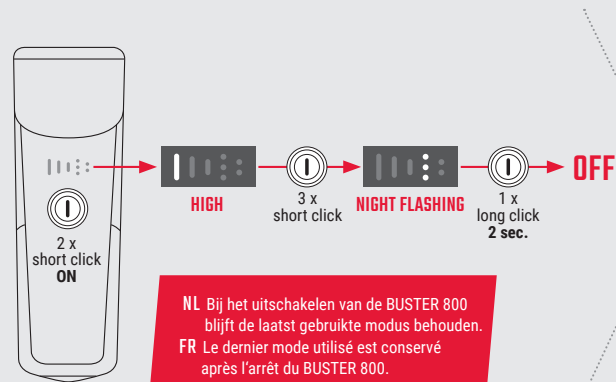 2 x
short click
ON
HIGH
3 x
short click
NIGHT FLASHING
1 x
long click
2 sec.
OFF
NL Bij het uitschakelen van de BUSTER 800
blijft de laatst gebruikte modus behouden.
FR Le dernier mode utilisé est conservé
après l'arrêt du BUSTER 800.